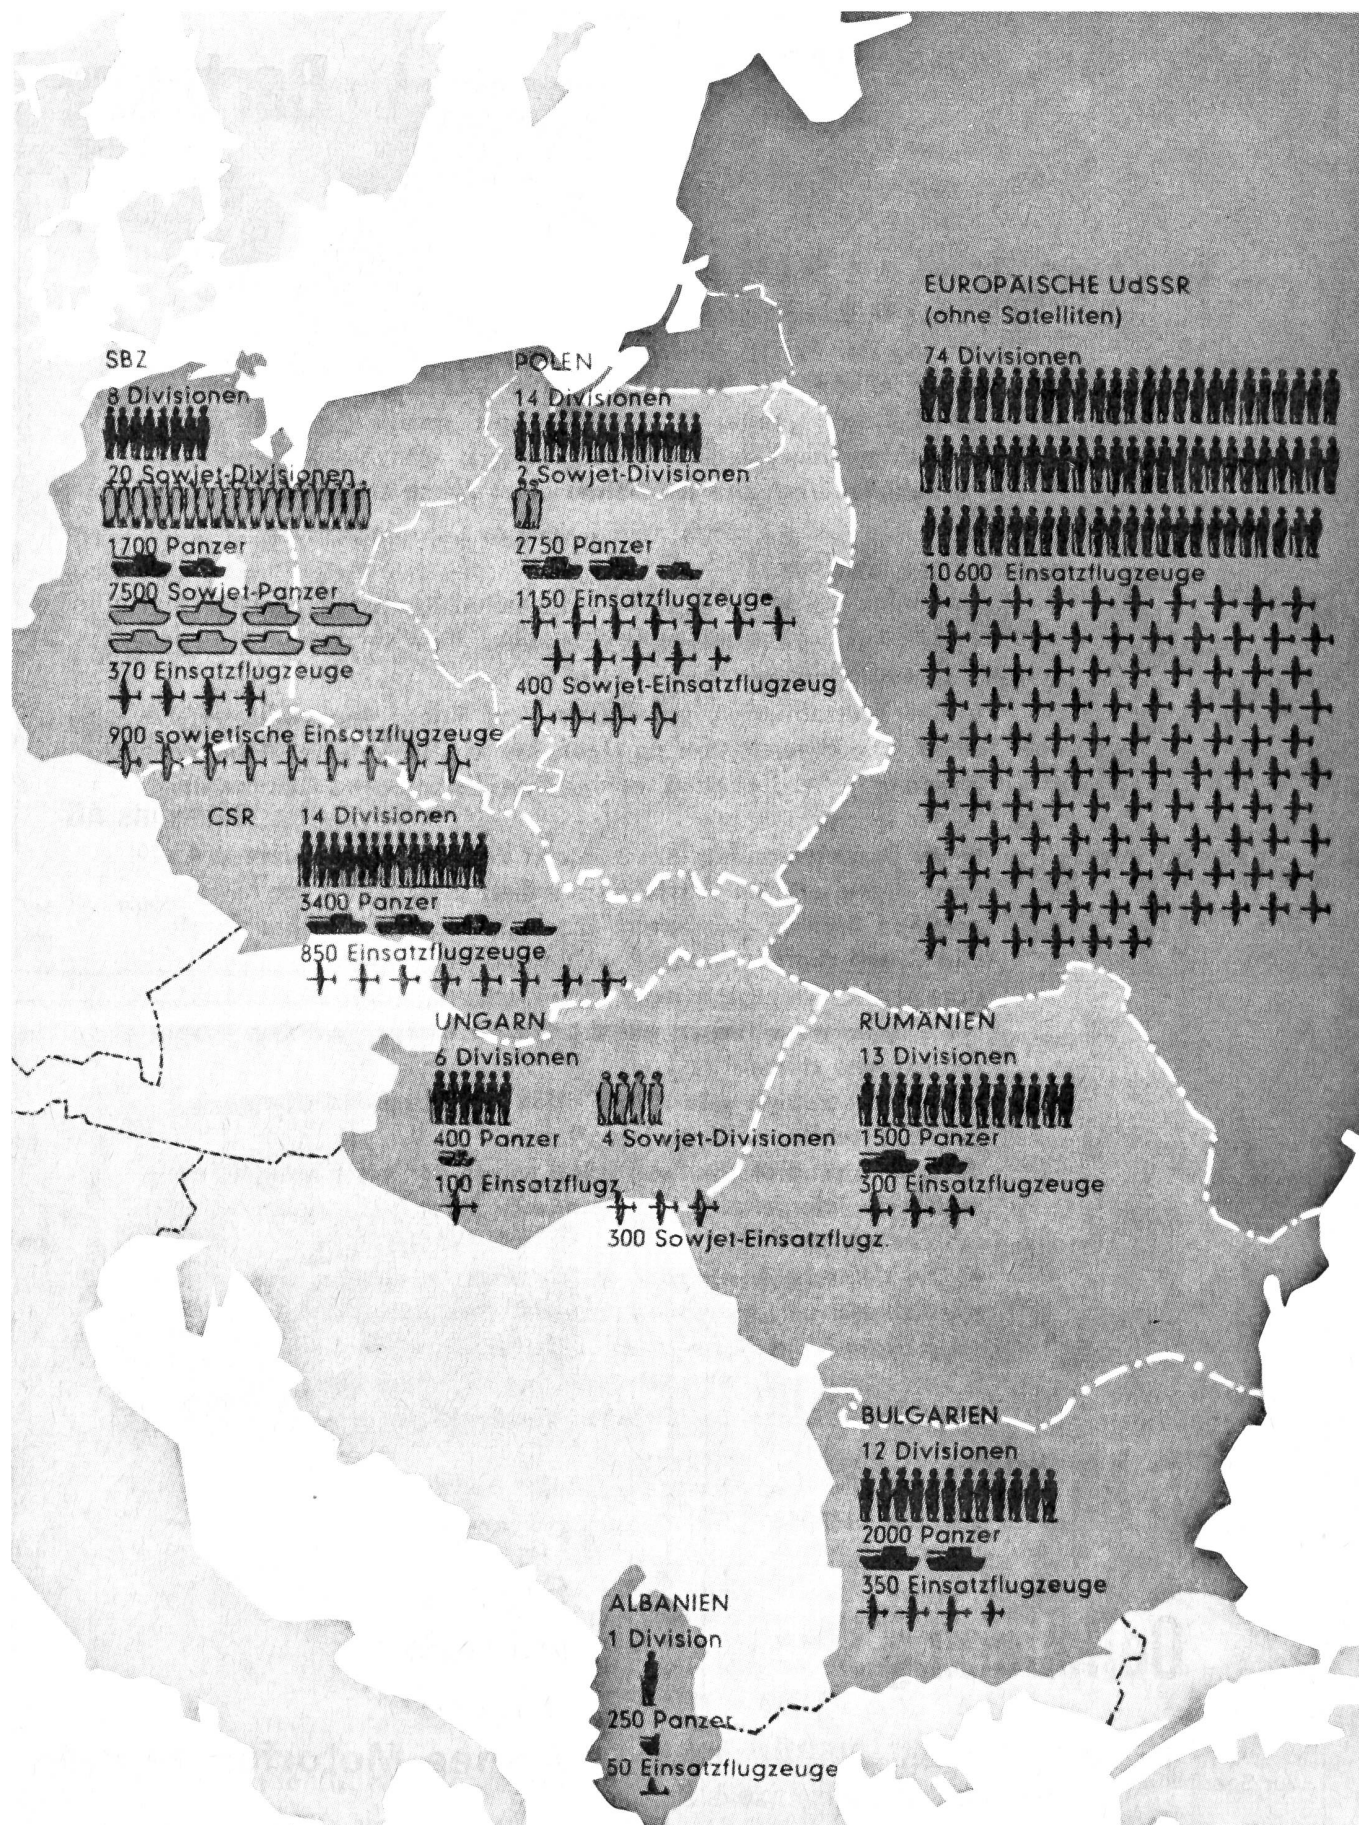 EUROPÄISCHE UdSSR
(ohne Satelliten)
74 Divisionen
10 600 Einsatzflugzeuge
SBZ
8 Divisionen
20 Sowjet-Divisionen
1700 Panzer
7500 Sowjet-Panzer
370 Einsatzflugzeuge
900 sowjetische Einsatzflugzeuge
POLEN
14 Divisionen
2 Sowjet-Divisionen
2750 Panzer
1150 Einsatzflugzeuge
400 Sowjet-Einsatzflugzeug
CSR
14 Divisionen
3400 Panzer
850 Einsatzflugzeuge
UNGARN
6 Divisionen
400 Panzer
4 Sowjet-Divisionen
100 Einsatzflugz
300 Sowjet-Einsatzflugz.
RUMÄNIEN
13 Divisionen
1500 Panzer
300 Einsatzflugzeuge
BULGARIEN
12 Divisionen
2000 Panzer
350 Einsatzflugzeuge
ALBANIEN
1 Division
250 Panzer
50 Einsatzflugzeuge